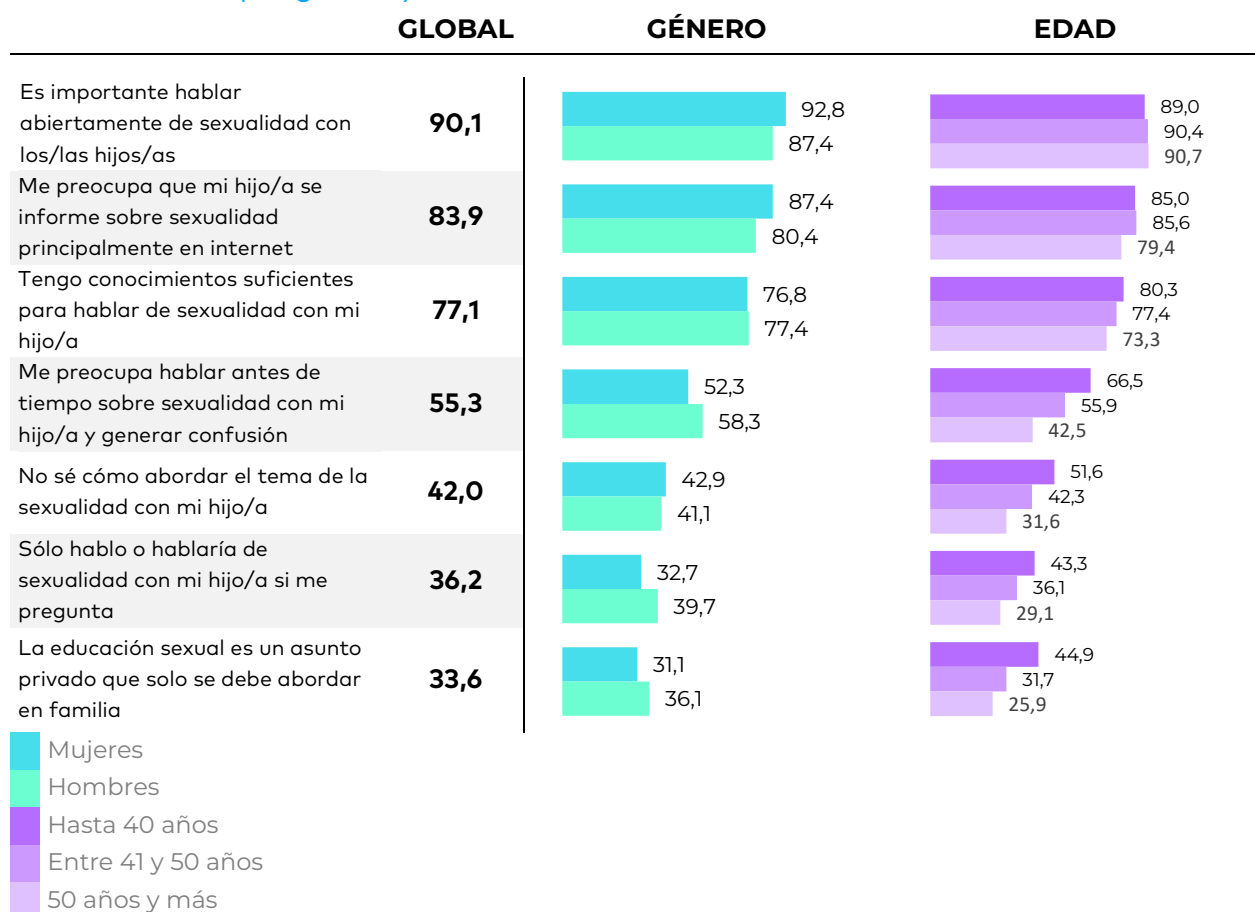 GLOBAL GÉNERO EDAD
Es importante hablar
abiertamente de sexualidad con
los/las hijos/as
90,1
92,8
87,4
89,0
90,4
90,7
Me preocupa que mi hijo/a se
informe sobre sexualidad
principalmente en internet
83,9
87,4
80,4
85,0
85,6
79,4
Tengo conocimientos suficientes
para hablar de sexualidad con mi
hijo/a
77,1
76,8
77,4
80,3
77,4
73,3
Me preocupa hablar antes de
tiempo sobre sexualidad con mi
hijo/a y generar confusión
55,3
52,3
58,3
66,5
55,9
42,5
No sé cómo abordar el tema de la
sexualidad con mi hijo/a
42,0
42,9
41,1
51,6
42,3
31,6
Sólo hablo o hablaría de
sexualidad con mi hijo/a si me
pregunta
36,2
32,7
39,7
43,3
36,1
29,1
La educación sexual es un asunto
privado que solo se debe abordar
en familia
33,6
31,1
36,1
44,9
31,7
25,9
Mujeres
Hombres
Hasta 40 años
Entre 41 y 50 años
50 años y más